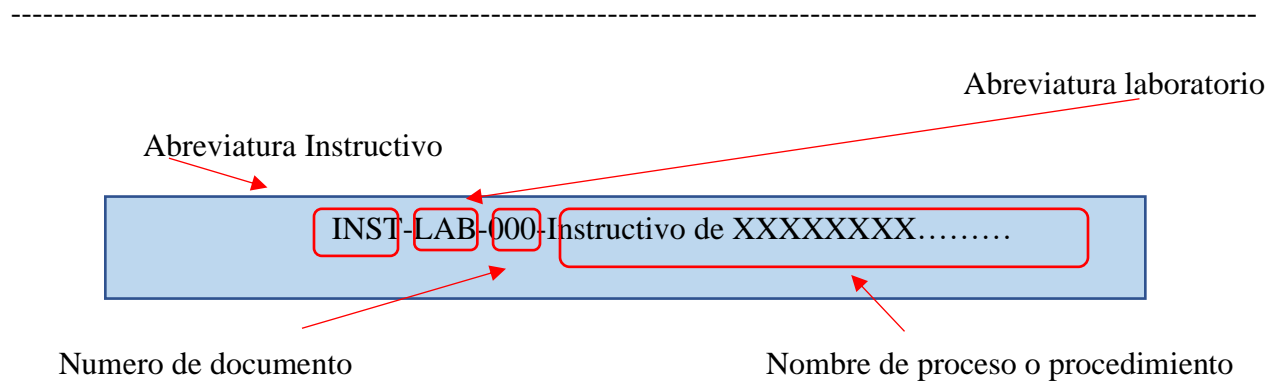 Abreviatura laboratorio
Abreviatura Instructivo
INST-LAB-000-Instructivo de XXXXXXXX………
Numero de documento
Nombre de proceso o procedimiento